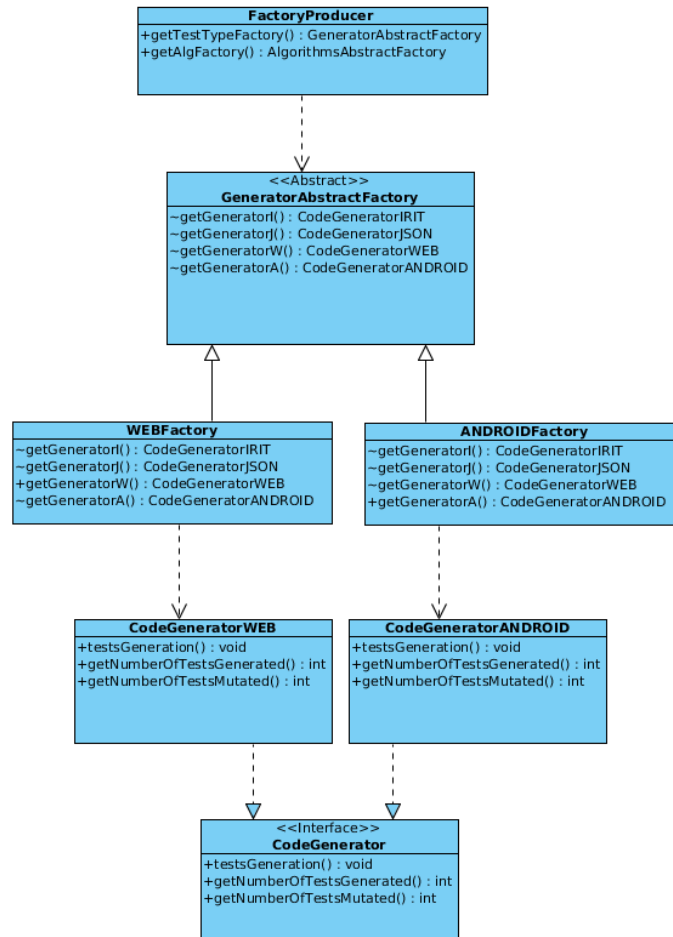 FactoryProducer
+getTestTypeFactory() : GeneratorAbstractFactory
+getAlgFactory() : AlgorithmsAbstractFactory
<<Abstract>>
GeneratorAbstractFactory
~getGeneratorI() : CodeGeneratorIRIT
~getGeneratorJ() : CodeGeneratorJSON
~getGeneratorW() : CodeGeneratorWEB
~getGeneratorA() : CodeGeneratorANDROID
WEBFactory
~getGeneratorI() : CodeGeneratorIRIT
~getGeneratorJ() : CodeGeneratorJSON
+getGeneratorW() : CodeGeneratorWEB
~getGeneratorA() : CodeGeneratorANDROID
ANDROIDFactory
~getGeneratorI() : CodeGeneratorIRIT
~getGeneratorJ() : CodeGeneratorJSON
~getGeneratorW() : CodeGeneratorWEB
+getGeneratorA() : CodeGeneratorANDROID
CodeGeneratorWEB
+testsGeneration() : void
+getNumberOfTestsGenerated() : int
+getNumberOfTestsMutated() : int
CodeGeneratorANDROID
+testsGeneration() : void
+getNumberOfTestsGenerated() : int
+getNumberOfTestsMutated() : int
<<Interface>>
CodeGenerator
+testsGeneration() : void
+getNumberOfTestsGenerated() : int
+getNumberOfTestsMutated() : int